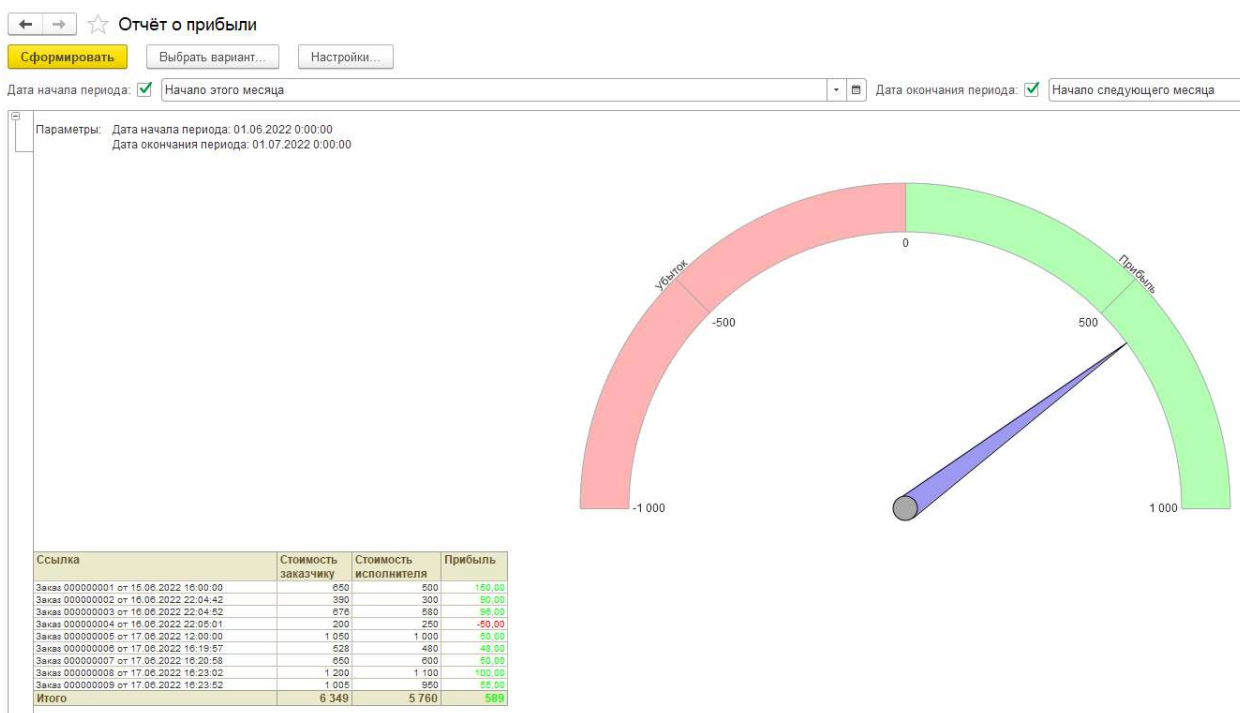 Отчёт о прибыли
Сформировать Выбрать вариант... Настройки...
Дата начала периода: Начало этого месяца Дата окончания периода: Начало следующего месяца
Параметры: Дата начала периода: 01.06.2022 0:00:00
Дата окончания периода: 01.07.2022 0:00:00
0
Убыток
Прибыль
-500
500
-1 000
1 000
Ссылка Стоимость заказчику Стоимость исполнителя Прибыль
Заказ 000000001 от 15.06.2022 16:00:00 650 500 150,00
Заказ 000000002 от 16.06.2022 22:04:42 390 300 90,00
Заказ 000000003 от 16.06.2022 22:04:52 676 580 96,00
Заказ 000000004 от 16.06.2022 22:05:01 200 250 -50,00
Заказ 000000005 от 17.06.2022 12:00:00 1 050 1 000 50,00
Заказ 000000006 от 17.06.2022 16:19:57 528 480 48,00
Заказ 000000007 от 17.06.2022 16:20:58 650 600 50,00
Заказ 000000008 от 17.06.2022 16:23:02 1 200 1 100 100,00
Заказ 000000009 от 17.06.2022 16:23:52 1 005 950 55,00
Итого 6 349 5 760 589